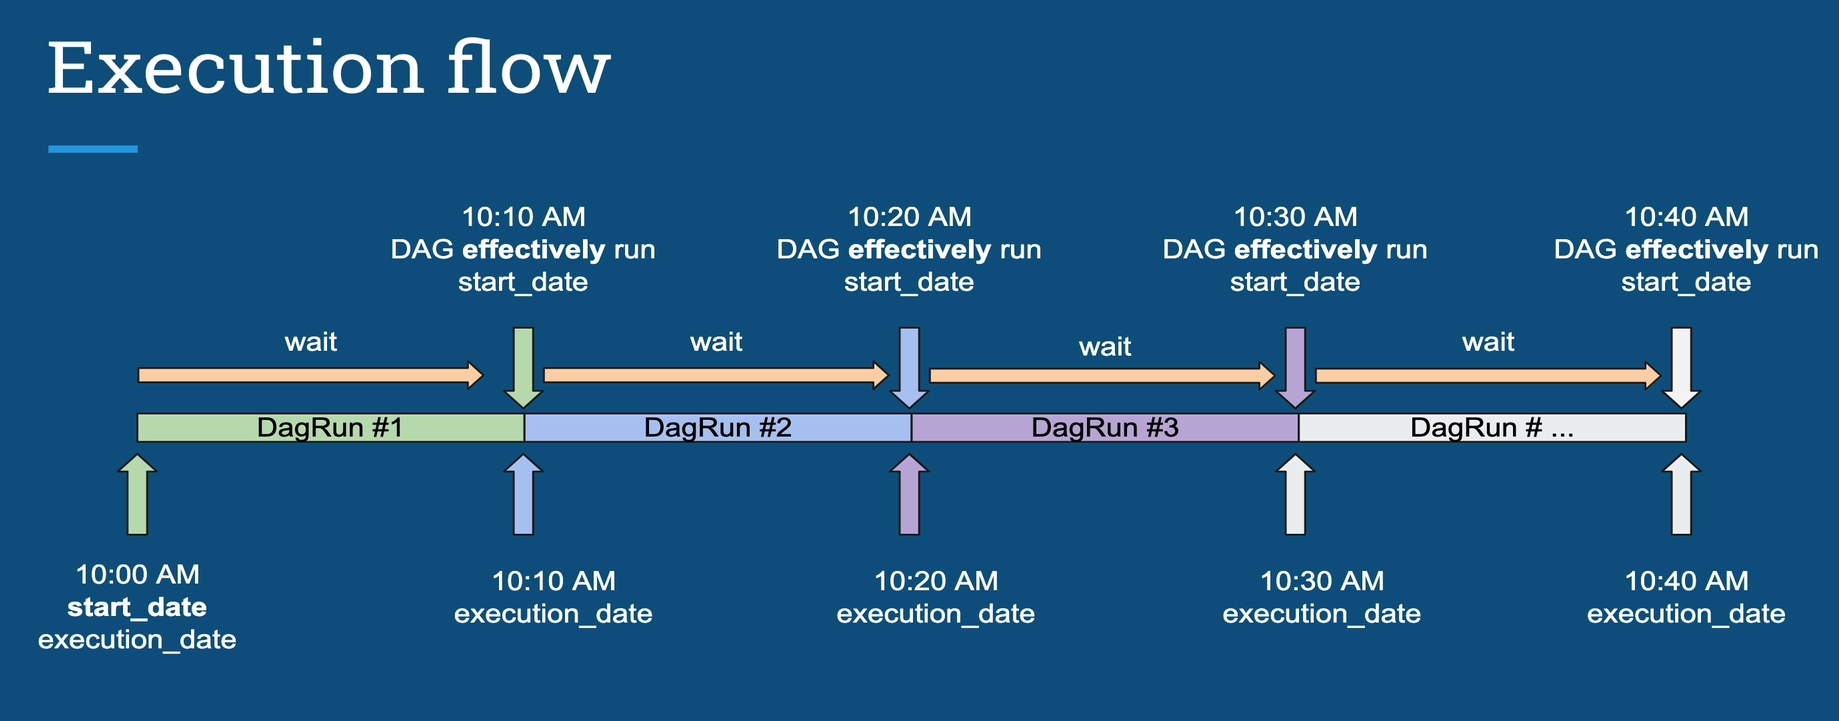 Execution flow
10:10 AM
DAG effectively run
start_date
10:20 AM
DAG effectively run
start_date
10:30 AM
DAG effectively run
start_date
10:40 AM
DAG effectively run
start_date
wait
wait
wait
wait
DagRun #1
DagRun #2
DagRun #3
DagRun # ...
10:00 AM
start_date
execution_date
10:10 AM
execution_date
10:20 AM
execution_date
10:30 AM
execution_date
10:40 AM
execution_date